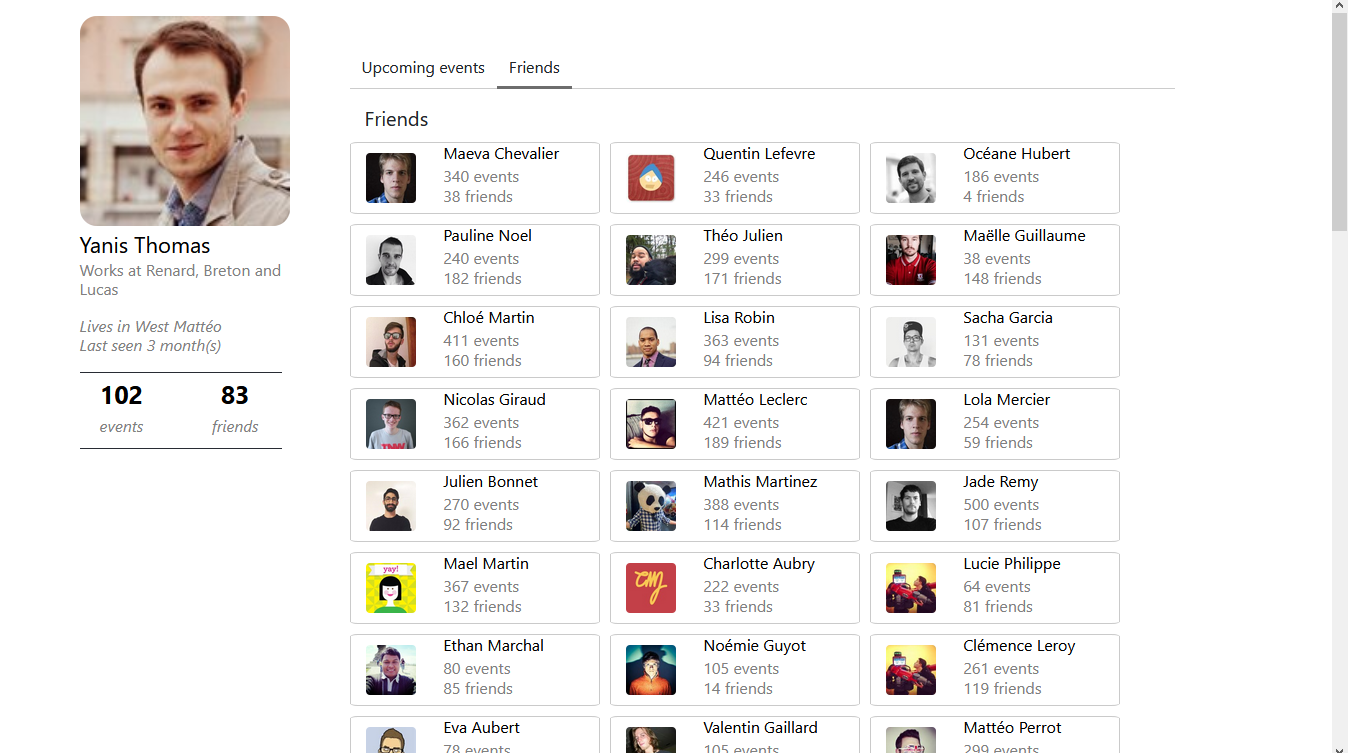 Upcoming events
Friends
Friends
Yanis Thomas
Works at Renard, Breton and
Lucas
Lives in West Mattéo
Last seen 3 month(s)
102
events
83
friends
Maeva Chevalier
340 events
38 friends
Quentin Lefevre
246 events
33 friends
Océane Hubert
186 events
4 friends
Pauline Noel
240 events
182 friends
Théo Julien
299 events
171 friends
Maëlle Guillaume
38 events
148 friends
Chloé Martin
411 events
160 friends
Lisa Robin
363 events
94 friends
Sacha Garcia
131 events
78 friends
Nicolas Giraud
362 events
166 friends
Mattéo Leclerc
421 events
189 friends
Lola Mercier
254 events
59 friends
Julien Bonnet
270 events
92 friends
Mathis Martinez
388 events
114 friends
Jade Remy
500 events
107 friends
yay!
Mael Martin
367 events
132 friends
Charlotte Aubry
222 events
33 friends
Lucie Philippe
64 events
81 friends
Ethan Marchal
80 events
85 friends
Noémie Guyot
105 events
14 friends
Clémence Leroy
261 events
119 friends
Eva Aubert
78 events
Valentin Gaillard
105 events
Mattéo Perrot
299 events